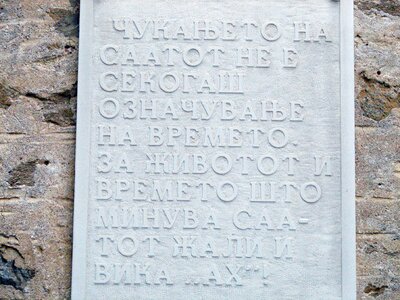 ЧУКАЊЕТО НА
СААТОТ НЕ Е
СЕКОГАШ
ОЗНАЧУВАЊЕ
НА ВРЕМЕТО.
ЗА ЖИВОТОТ И
ВРЕМЕТО ШТО
МИНУВА САА-
ТОТ ЖАЛИ И
ВИКА „АХ“!